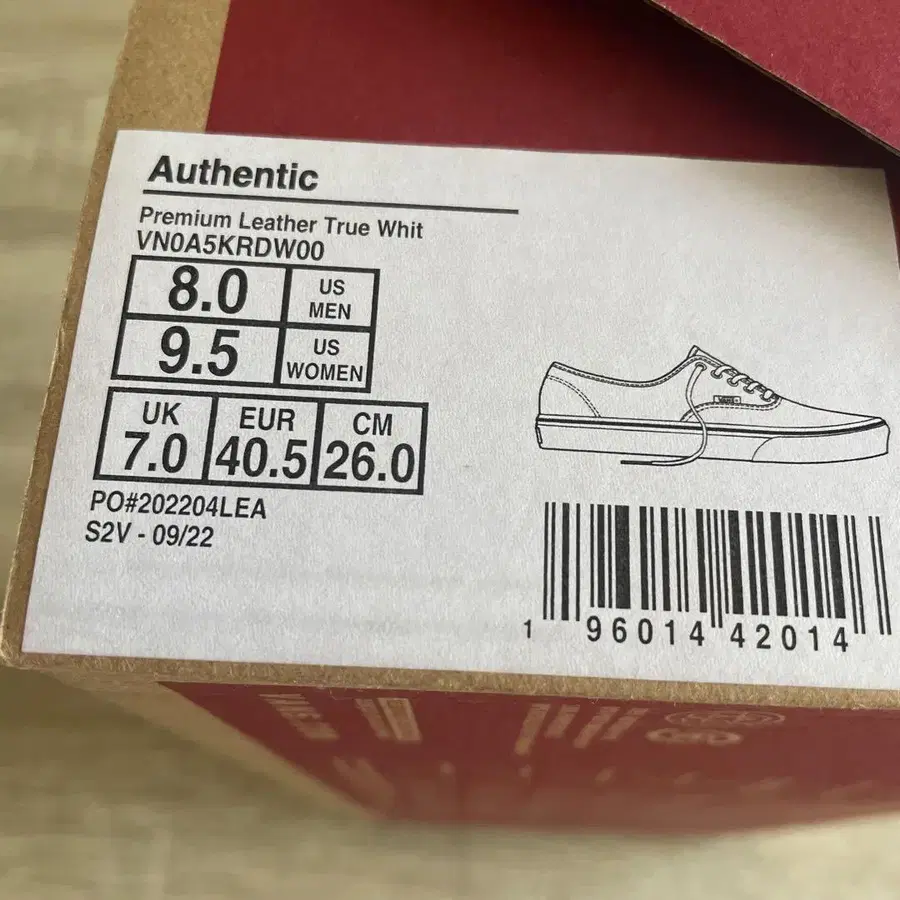 Authentic
Premium Leather True Whit
VN0A5KRDW00
8.0 US MEN
9.5 US WOMEN
UK EUR CM
7.0 40.5 26.0
PO#202204LEA
S2V - 09/22
1 96014 42014